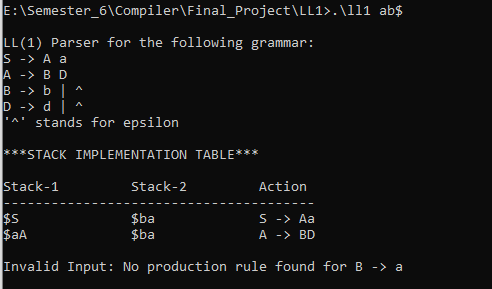 E:\Semester_6\Compiler\Final_Project\LL1>.\ll1 ab$
LL(1) Parser for the following grammar:
S -> A a
A -> B D
B -> b | ^
D -> d | ^
'^' stands for epsilon
***STACK IMPLEMENTATION TABLE***
Stack-1 Stack-2 Action
---------------------------------------
$S $ba S -> Aa
$aA $ba A -> BD
Invalid Input: No production rule found for B -> a